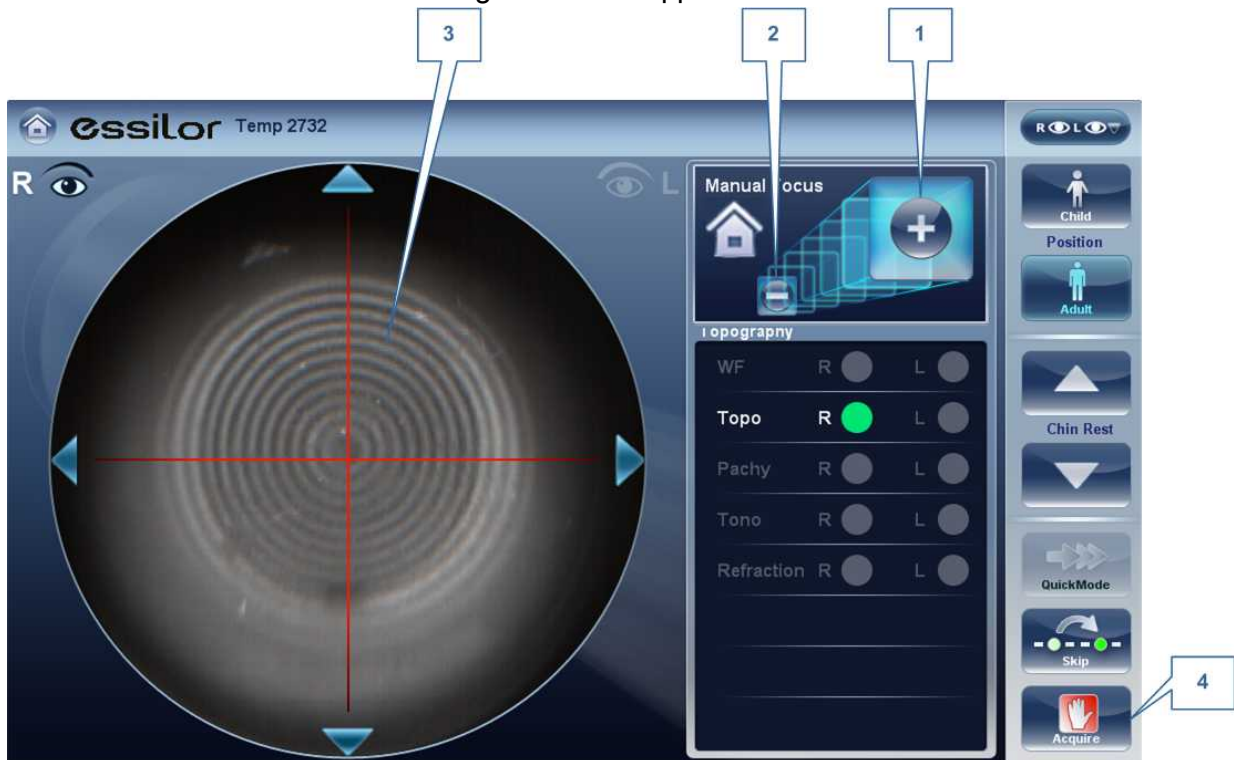 3
2
1
essilor Temp 2732
R L
R
L
Manual
Child
Position
Adult
Topography
WF R L
Topo R L
Pachy R L
Tono R L
Refraction R L
Chin Rest
QuickMode
Skip
4
Acquire